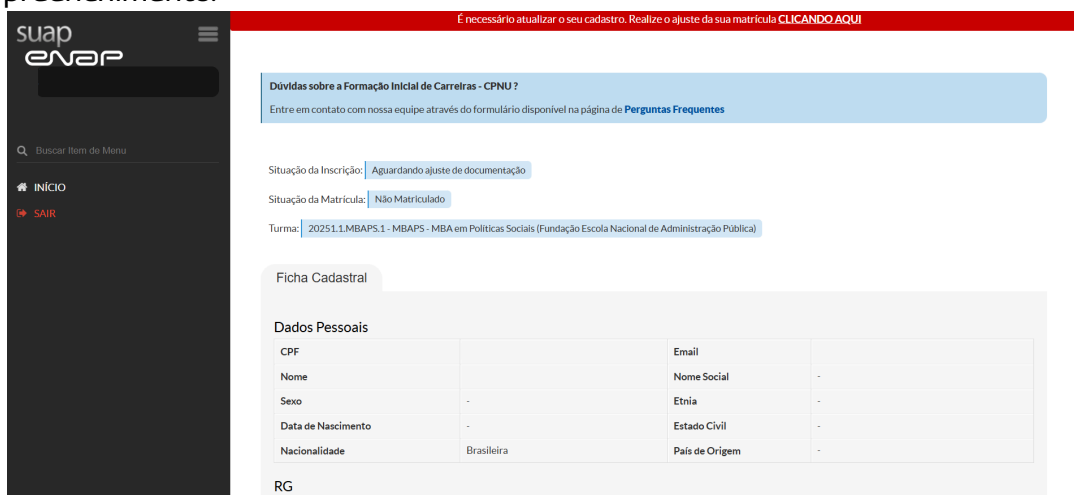 preenchimento.
É necessário atualizar o seu cadastro. Realize o ajuste da sua matrícula CLICANDO AQUI
suap
enap
Dúvidas sobre a Formação Inicial de Carreiras - CPNU ?
Entre em contato com nossa equipe através do formulário disponível na página de Perguntas Frequentes
Buscar Item de Menu
INÍCIO
SAIR
Situação da Inscrição: Aguardando ajuste de documentação
Situação da Matrícula: Não Matriculado
Turma: 20251.1.MBAPS.1 - MBAPS - MBA em Políticas Sociais (Fundação Escola Nacional de Administração Pública)
Ficha Cadastral
Dados Pessoais
CPF Email
Nome Nome Social -
Sexo - Etnia -
Data de Nascimento - Estado Civil -
Nacionalidade Brasileira País de Origem -
RG